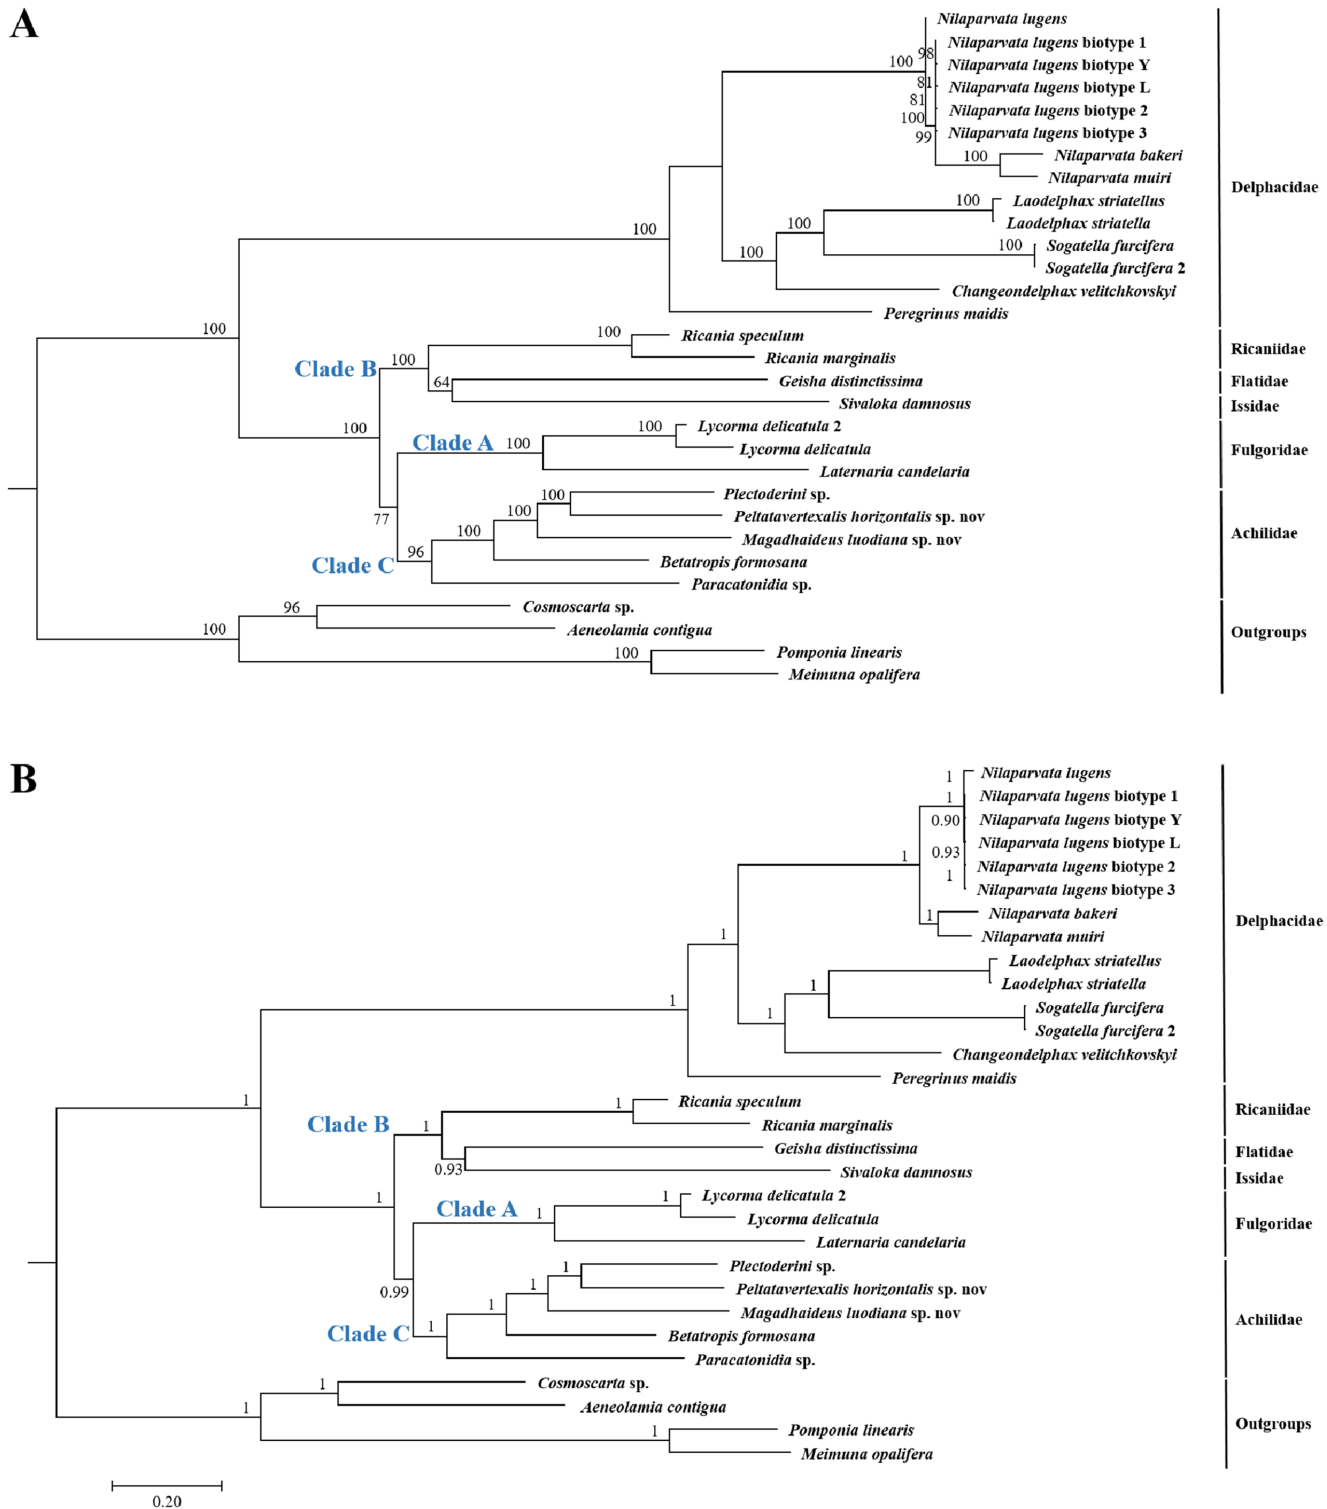 A
Nilaparvata lugens
Nilaparvata lugens biotype 1
98
100
Nilaparvata lugens biotype Y
81
Nilaparvata lugens biotype L
81
Nilaparvata lugens biotype 2
100
99
Nilaparvata lugens biotype 3
100
Nilaparvata bakeri
Nilaparvata muiri
Delphacidae
100
Laodelphax striatellus
Laodelphax striatella
100
100
100
Sogatella furcifera
100
Sogatella furcifera 2
Changeondelphax velitchkovskyi
Peregrinus maidis
100
100
Ricania speculum
Ricaniidae
Clade B
100
Ricania marginalis
64
Geisha distinctissima
Flatidae
Sivaloka damnosus
Issidae
100
Clade A
100
100
Lycorma delicatula 2
Lycorma delicatula
Fulgoridae
Laternaria candelaria
77
100
Plectoderini sp.
100
Peltatavertexalis horizontalis sp. nov
100
Magadhaideus luodiana sp. nov
Achilidae
Clade C
96
Betatropis formosana
Paracatonidia sp.
96
Cosmoscarta sp.
100
Aeneolamia contigua
Outgroups
100
Pomponia linearis
Meimuna opalifera
B
1
Nilaparvata lugens
1
Nilaparvata lugens biotype 1
0.90
Nilaparvata lugens biotype Y
Nilaparvata lugens biotype L
1
0.93
Nilaparvata lugens biotype 2
1
Nilaparvata lugens biotype 3
1
Nilaparvata bakeri
Delphacidae
1
Nilaparvata muiri
Laodelphax striatellus
1
Laodelphax striatella
1
1
Sogatella furcifera
Sogatella furcifera 2
Changeondelphax velitchkovskyi
Peregrinus maidis
1
1
Ricania speculum
Ricaniidae
Clade B
1
Ricania marginalis
0.93
Geisha distinctissima
Flatidae
Sivaloka damnosus
Issidae
1
Clade A
1
1
Lycorma delicatula 2
Lycorma delicatula
Fulgoridae
Laternaria candelaria
0.99
1
Plectoderini sp.
1
Peltatavertexalis horizontalis sp. nov
1
Magadhaideus luodiana sp. nov
Achilidae
Clade C
1
Betatropis formosana
Paracatonidia sp.
1
Cosmoscarta sp.
1
Aeneolamia contigua
Outgroups
1
Pomponia linearis
Meimuna opalifera
0.20